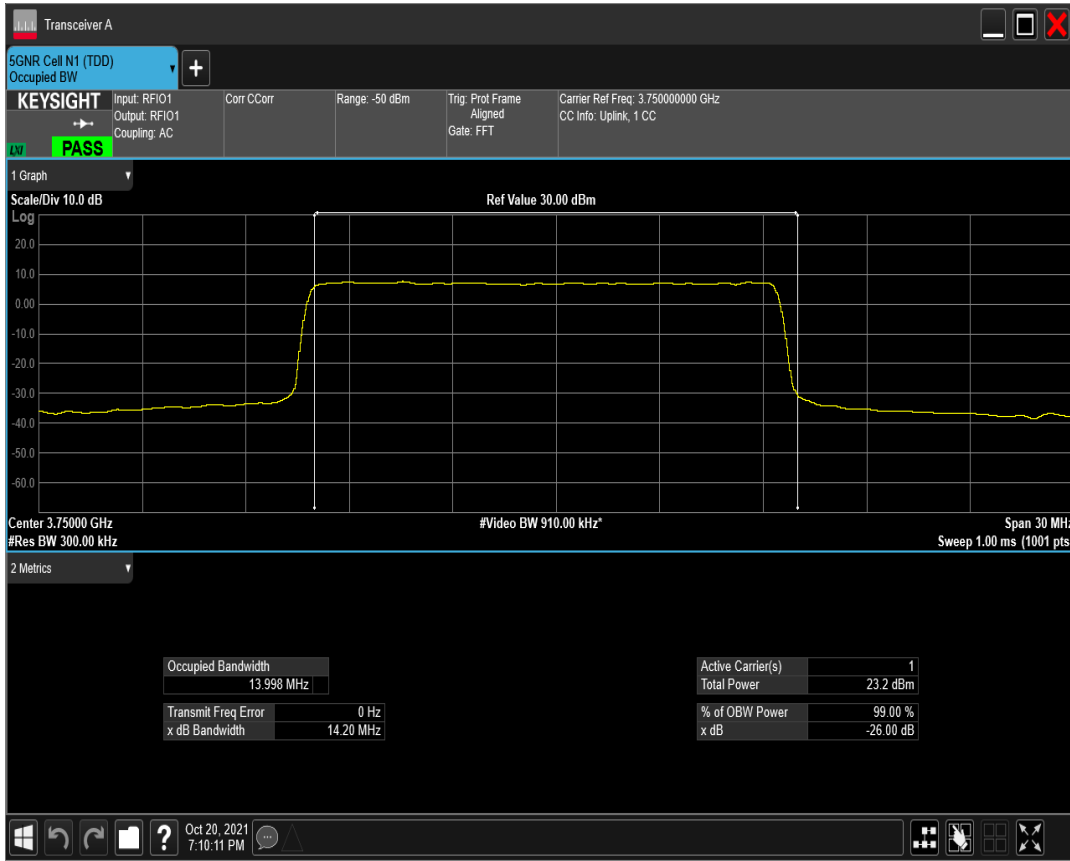 Transceiver A
5GNR Cell N1 (TDD)
Occupied BW
+
KEYSIGHT
LXI
PASS
Input: RFIO1
Output: RFIO1
Coupling: AC
Corr CCorr
Range: -50 dBm
Trig: Prot Frame
Aligned
Gate: FFT
Carrier Ref Freq: 3.750000000 GHz
CC Info: Uplink, 1 CC
1 Graph
Scale/Div 10.0 dB
Ref Value 30.00 dBm
Log
20.0
10.0
0.00
-10.0
-20.0
-30.0
-40.0
-50.0
-60.0
Center 3.75000 GHz
#Video BW 910.00 kHz*
Span 30 MHz
#Res BW 300.00 kHz
Sweep 1.00 ms (1001 pts
2 Metrics
Occupied Bandwidth
13.998 MHz
Transmit Freq Error 0 Hz
x dB Bandwidth 14.20 MHz
Active Carrier(s) 1
Total Power 23.2 dBm
% of OBW Power 99.00 %
x dB -26.00 dB
?
Oct 20, 2021
7:10:11 PM